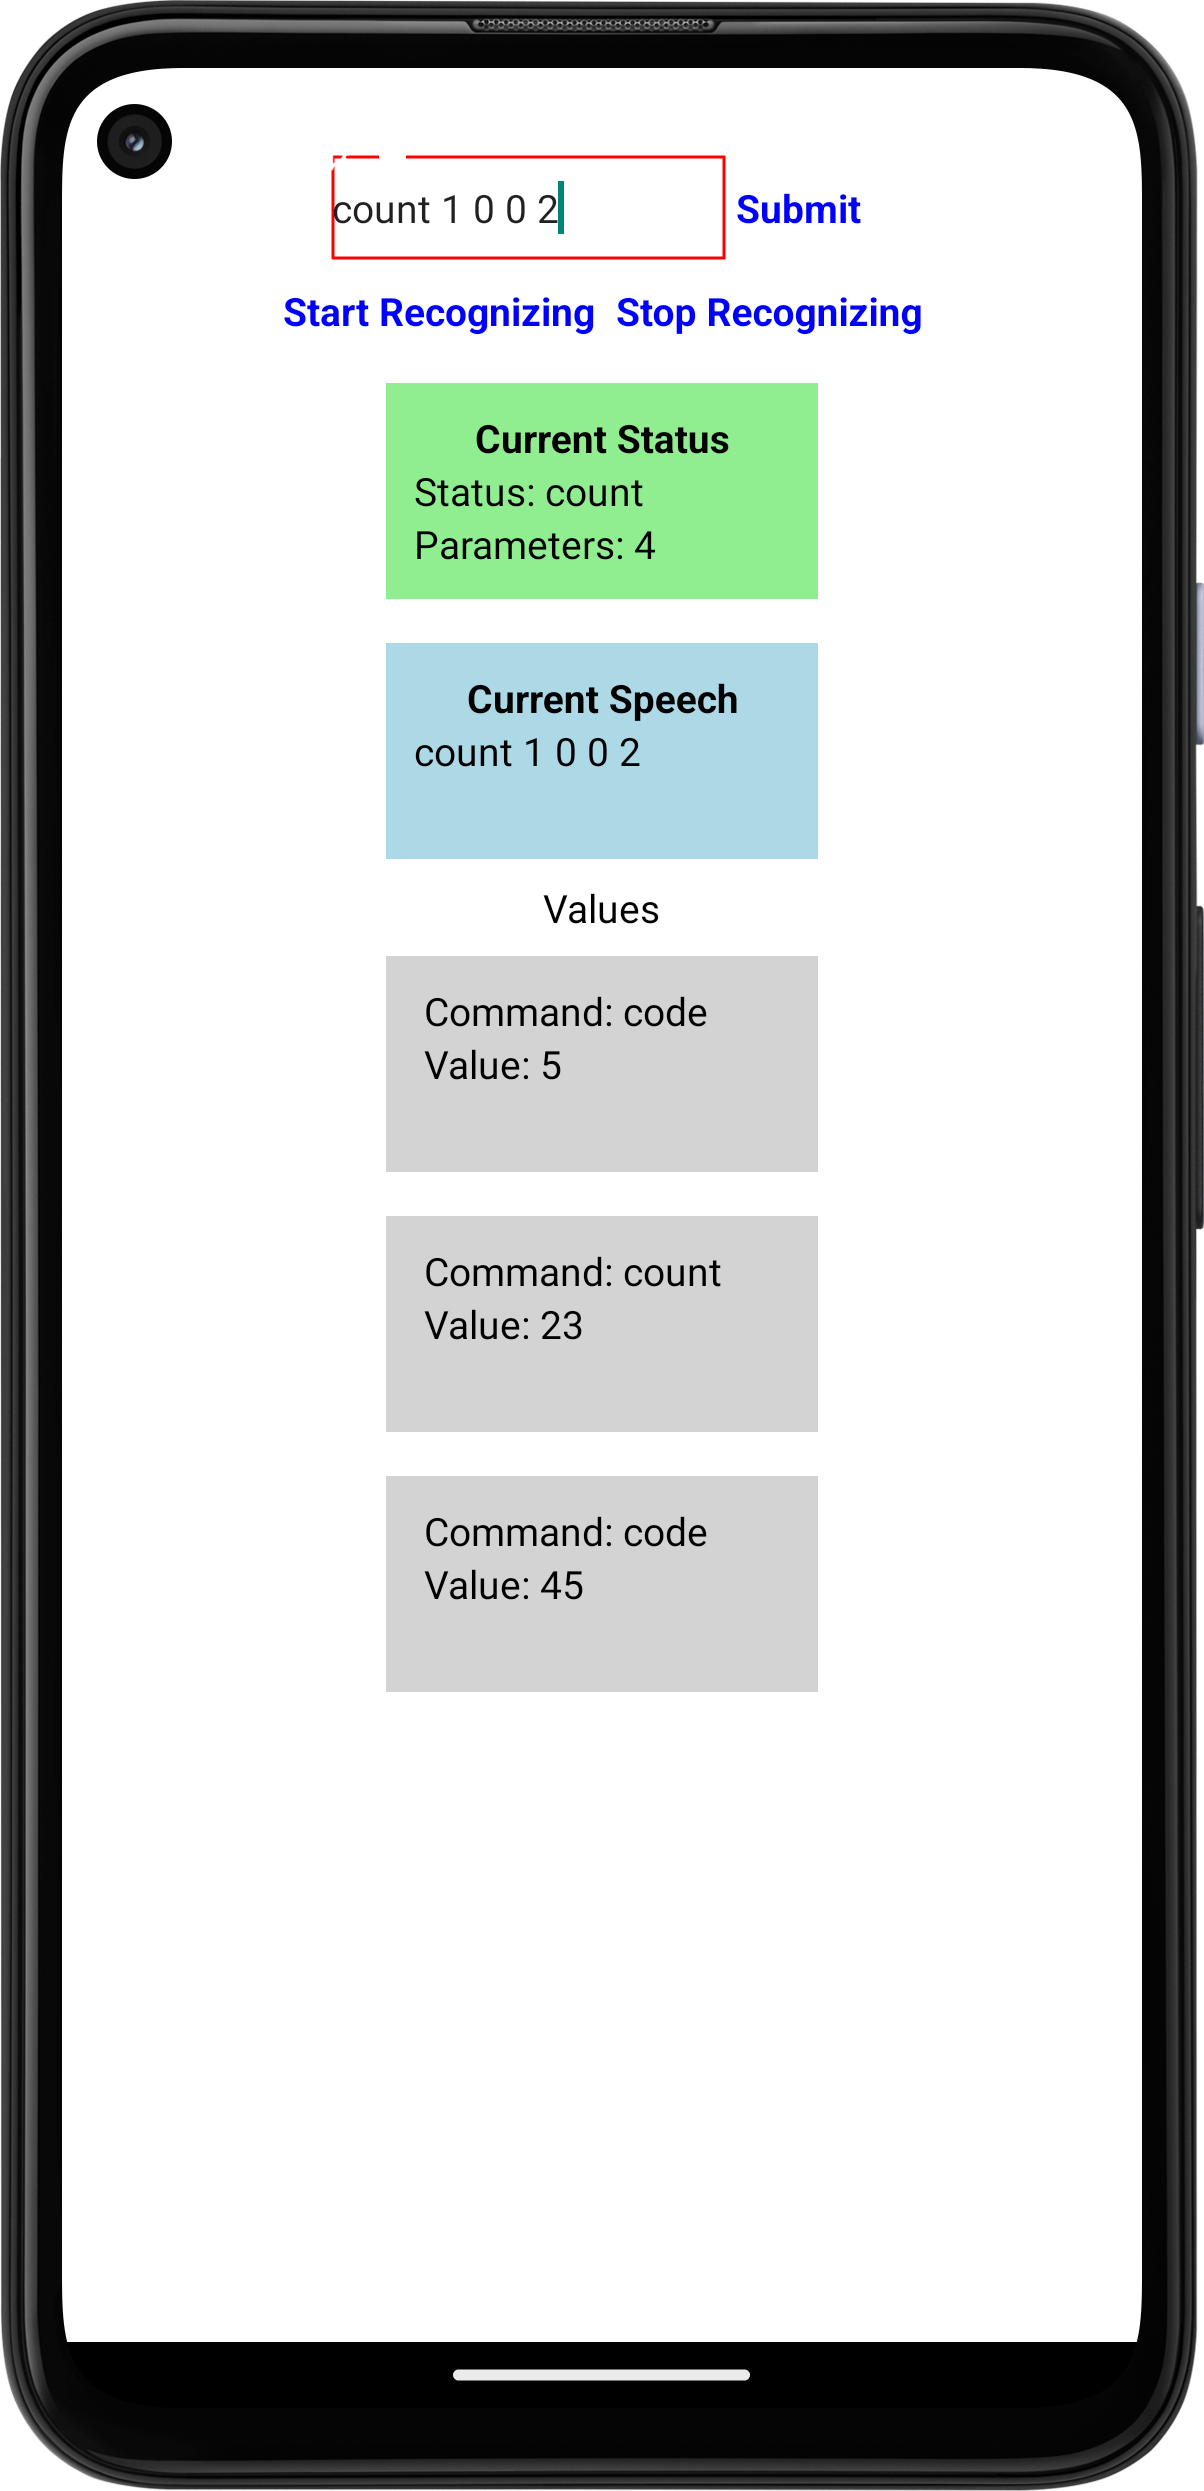 count 1 0 0 2 Submit
Start Recognizing Stop Recognizing
Current Status
Status: count
Parameters: 4
Current Speech
count 1 0 0 2
Values
Command: code
Value: 5
Command: count
Value: 23
Command: code
Value: 45